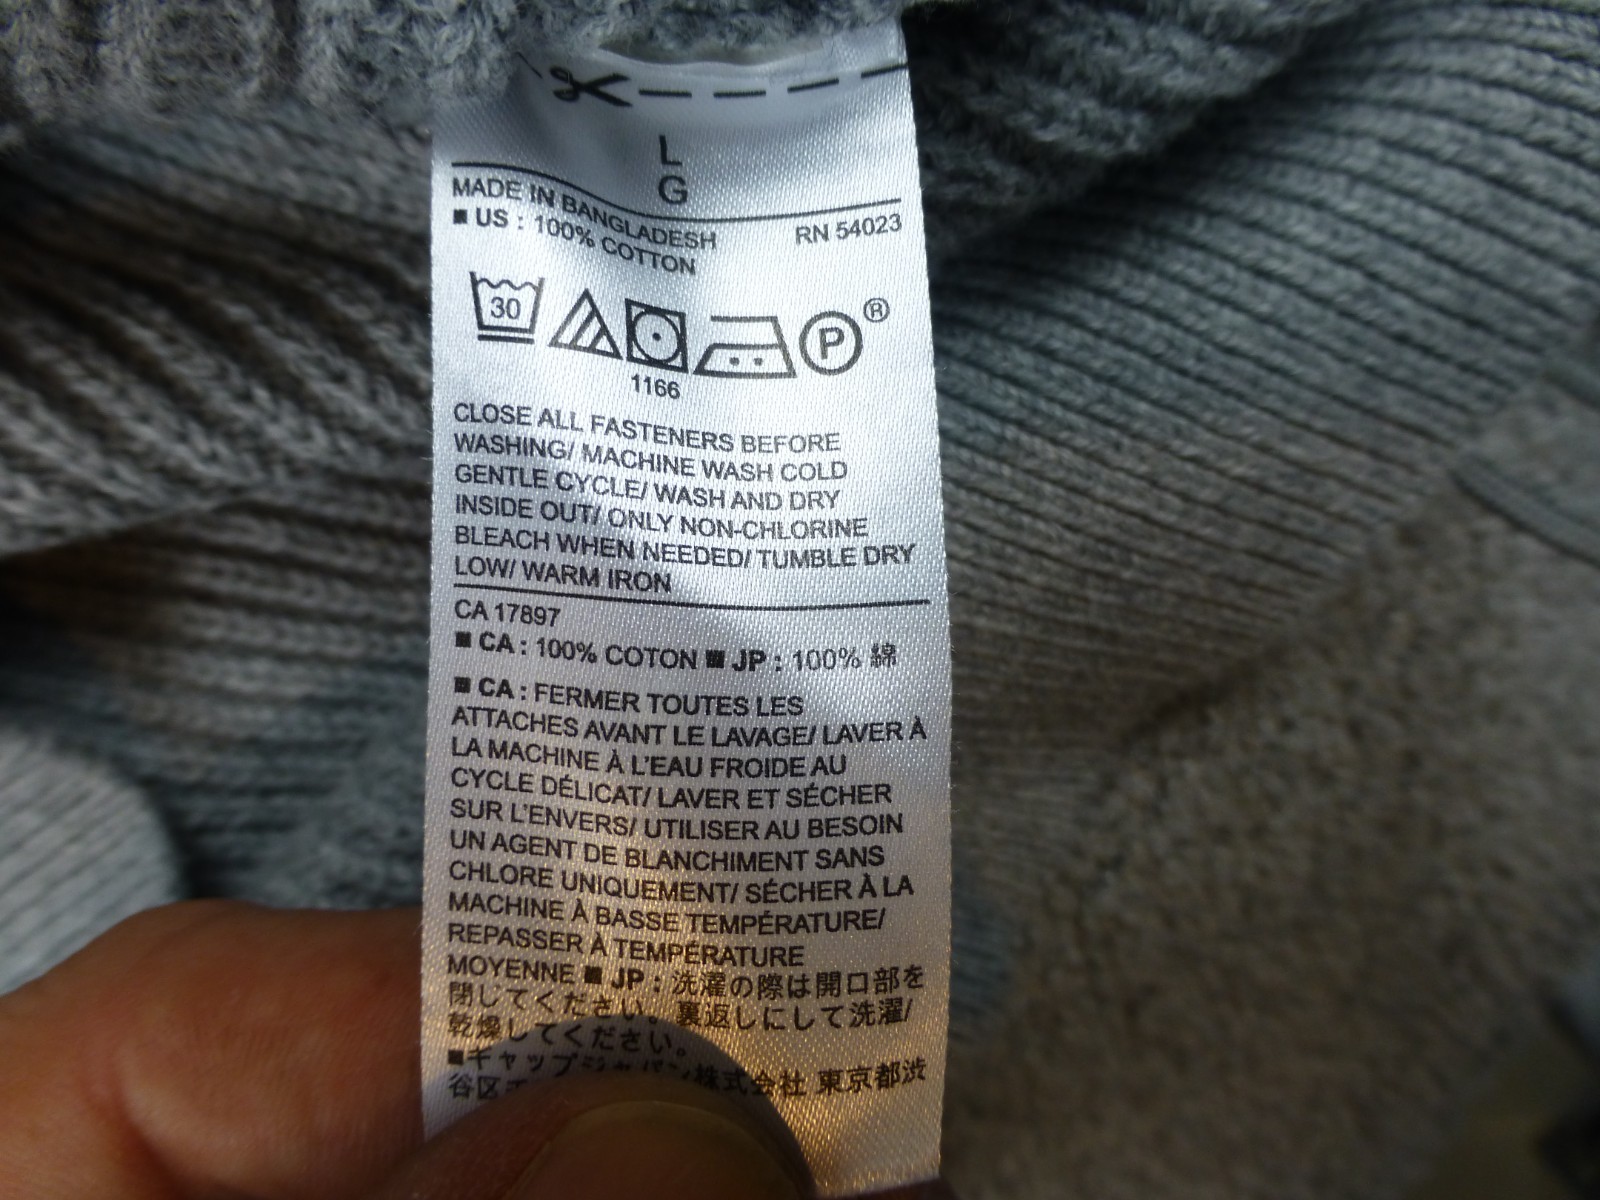 L
G
MADE IN BANGLADESH RN 54023
■ US : 100% COTTON
30 P ®
1166
CLOSE ALL FASTENERS BEFORE
WASHING/ MACHINE WASH COLD
GENTLE CYCLE/ WASH AND DRY
INSIDE OUT/ ONLY NON-CHLORINE
BLEACH WHEN NEEDED/ TUMBLE DRY
LOW/ WARM IRON
CA 17897
■ CA : 100% COTON ■ JP : 100% 綿
■ CA : FERMER TOUTES LES
ATTACHES AVANT LE LAVAGE/ LAVER À
LA MACHINE À L'EAU FROIDE AU
CYCLE DÉLICAT/ LAVER ET SÉCHER
SUR L'ENVERS/ UTILISER AU BESOIN
UN AGENT DE BLANCHIMENT SANS
CHLORE UNIQUEMENT/ SÉCHER À LA
MACHINE À BASSE TEMPÉRATURE/
REPASSER À TEMPÉRATURE
MOYENNE ■ JP : 洗濯の際は開口部を
閉じてください。裏返しにして洗濯/
乾燥してください。
■ギャップジャパン株式会社 東京都渋
谷区